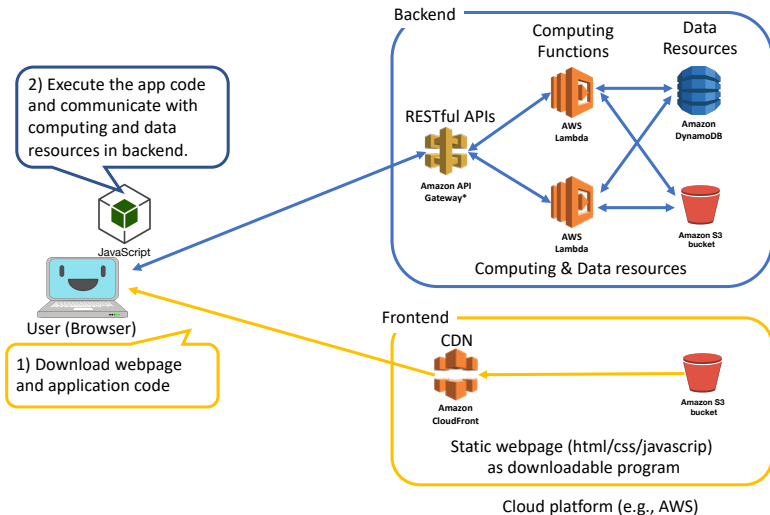 Backend
2) Execute the app code
and communicate with
computing and data
resources in backend.
JavaScript
User (Browser)
1) Download webpage
and application code
RESTful APIs
Amazon API
Gateway*
Computing
Functions
AWS
Lambda
AWS
Lambda
Data
Resources
Amazon
DynamoDB
Amazon S3
bucket
Computing & Data resources
Frontend
CDN
Amazon
CloudFront
Amazon S3
bucket
Static webpage (html/css/javascrip)
as downloadable program
Cloud platform (e.g., AWS)